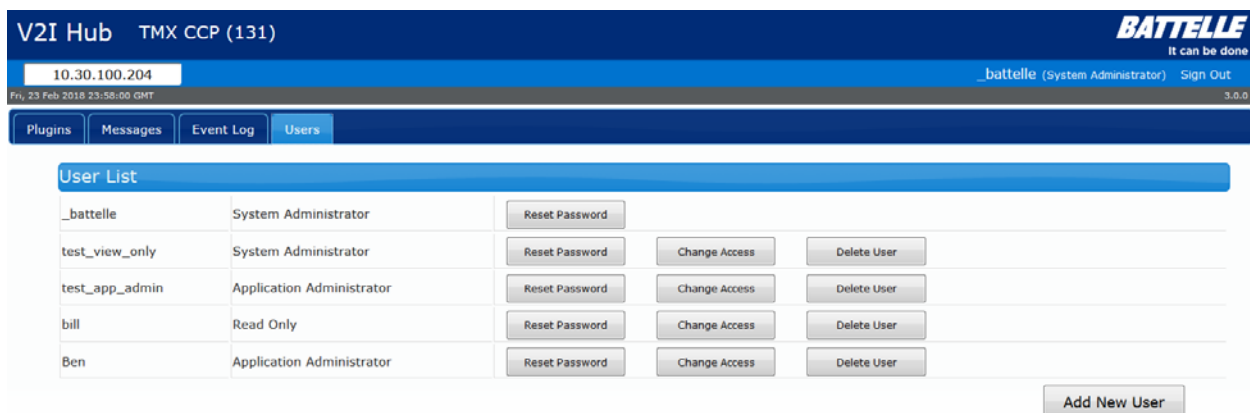 V2I Hub TMX CCP (131) BATTELLE
It can be done
10.30.100.204 _battelle (System Administrator) Sign Out
Fri, 23 Feb 2018 23:58:00 GMT 3.0.0
Plugins Messages Event Log Users
User List
_battelle System Administrator Reset Password
test_view_only System Administrator Reset Password Change Access Delete User
test_app_admin Application Administrator Reset Password Change Access Delete User
bill Read Only Reset Password Change Access Delete User
Ben Application Administrator Reset Password Change Access Delete User
Add New User